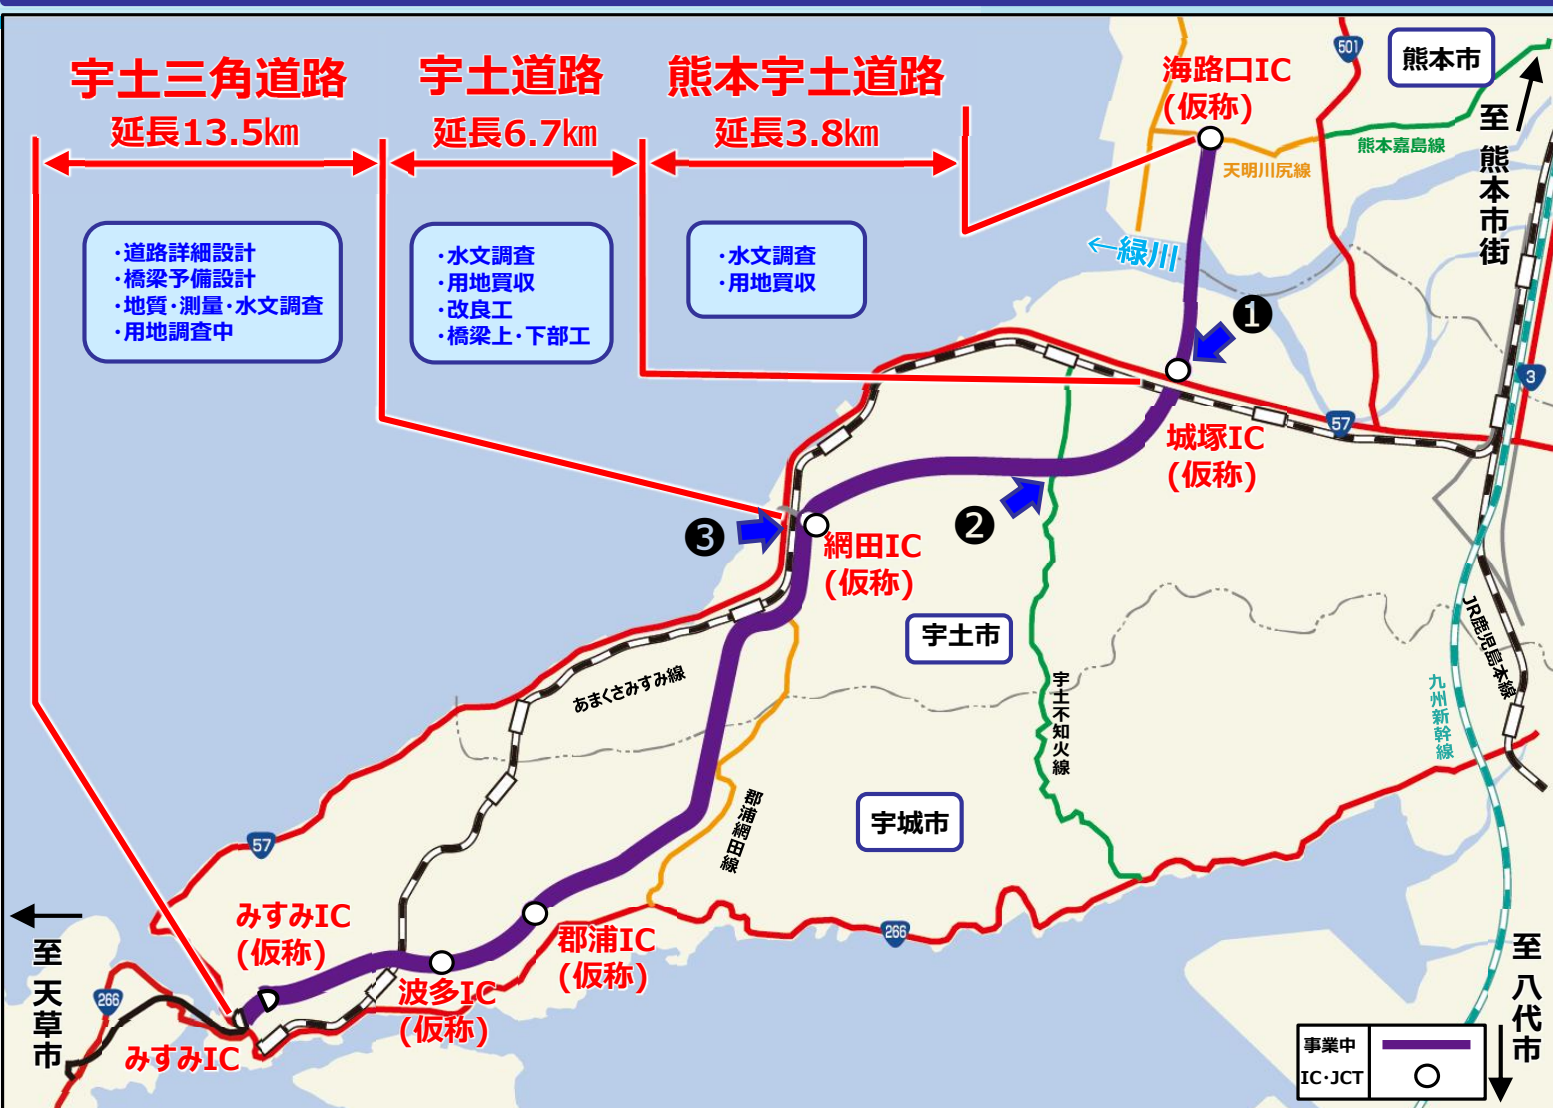 宇土三角道路
延長13.5㎞
宇土道路
延長6.7㎞
熊本宇土道路
延長3.8㎞
・道路詳細設計
・橋梁予備設計
・地質・測量・水文調査
・用地調査中
・水文調査
・用地買収
・改良工
・橋梁上・下部工
・水文調査
・用地買収
海路口IC
(仮称)
501
熊本市
至 熊本市街
熊本嘉島線
天明川尻線
←緑川
❶
3
57
城塚IC
(仮称)
❷
❸
網田IC
(仮称)
宇土市
あまくさみすみ線
宇土不知火線
JR鹿児島本線
九州新幹線
郡浦網田線
宇城市
57
みすみIC
(仮称)
郡浦IC
(仮称)
266
至 天草市
266
波多IC
(仮称)
みすみIC
至 八代市
事業中
IC・JCT